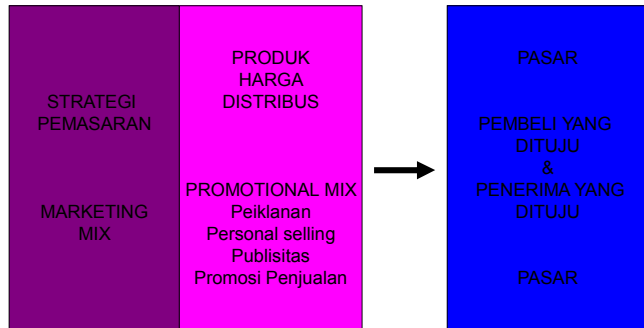 STRATEGI
PEMASARAN
MARKETING
MIX
PRODUK
HARGA
DISTRIBUS
PROMOTIONAL MIX
Peiklanan
Personal selling
Publisitas
Promosi Penjualan
PASAR
PEMBELI YANG
DITUJU
&
PENERIMA YANG
DITUJU
PASAR